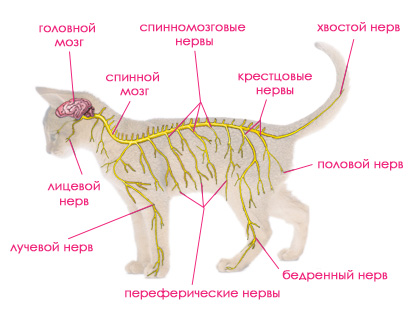 головной
мозг
спинномозговые
нервы
хвостой нерв
спинной
мозг
крестцовые
нервы
половой нерв
лицевой
нерв
лучевой нерв
бедренный нерв
переферические нервы